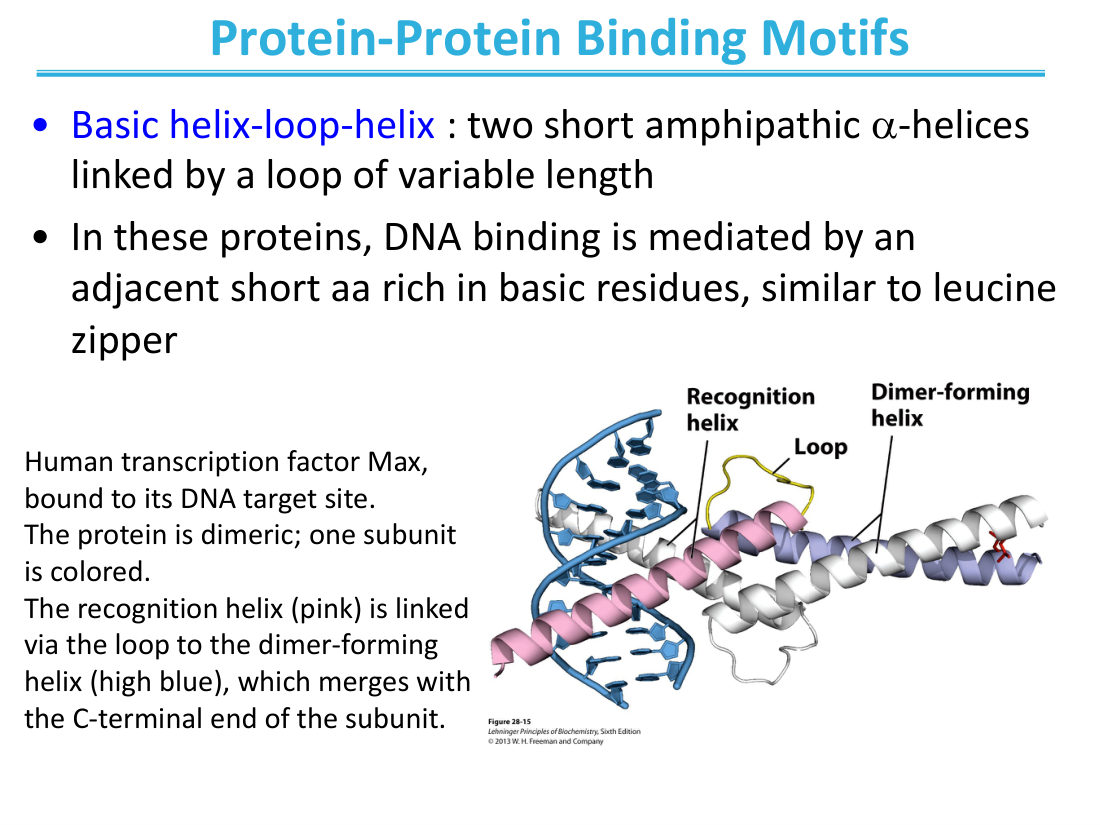 Protein-Protein Binding Motifs
• Basic helix-loop-helix : two short amphipathic α-helices
linked by a loop of variable length
• In these proteins, DNA binding is mediated by an
adjacent short aa rich in basic residues, similar to leucine
zipper
Human transcription factor Max,
bound to its DNA target site.
The protein is dimeric; one subunit
is colored.
The recognition helix (pink) is linked
via the loop to the dimer-forming
helix (high blue), which merges with
the C-terminal end of the subunit.
Recognition
helix
Loop
Dimer-forming
helix
Figure 28-15
Lehninger Principles of Biochemistry, Sixth Edition
© 2013 W. H. Freeman and Company